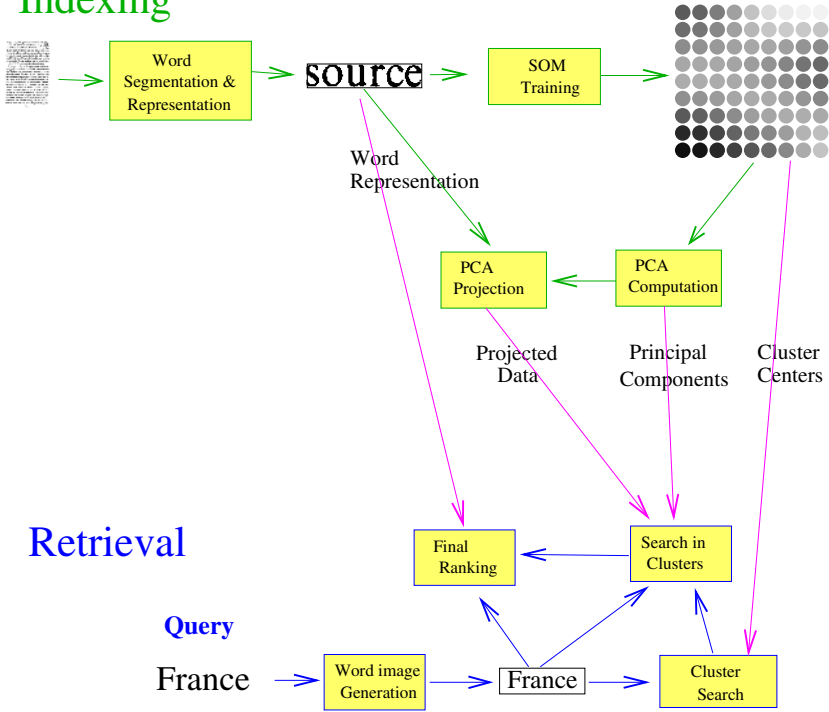 Indexing
Word
Segmentation &
Representation
source
SOM
Training
Word
Representation
PCA
Projection
PCA
Computation
Projected
Data
Principal
Components
Cluster
Centers
Retrieval
Final
Ranking
Search in
Clusters
Query
France
Word image
Generation
France
Cluster
Search